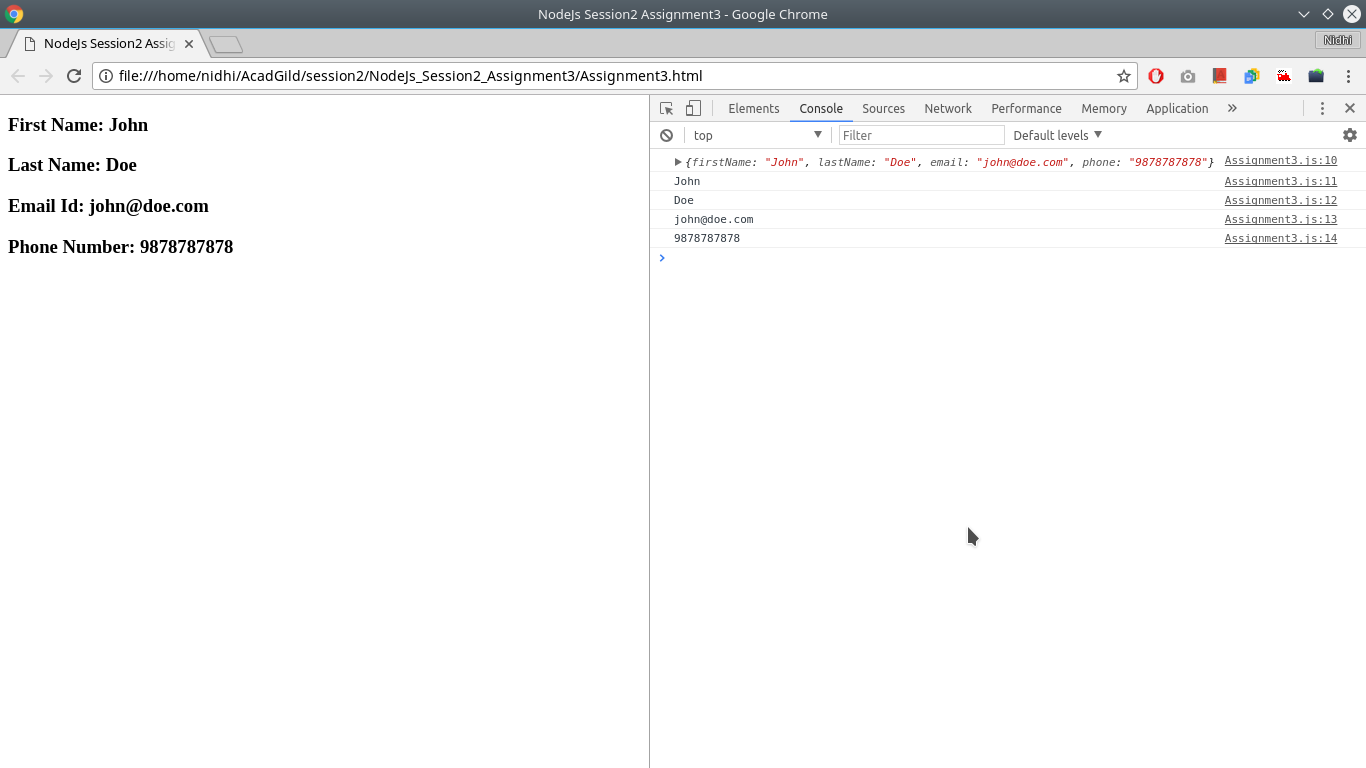 NodeJs Session2 Assignment3 - Google Chrome
NodeJs Session2 Assig
Nidhi
file:///home/nidhi/AcadGild/session2/NodeJs_Session2_Assignment3/Assignment3.html
First Name: John
Last Name: Doe
Email Id: john@doe.com
Phone Number: 9878787878
Elements Console Sources Network Performance Memory Application »
top Filter Default levels
{firstName: "John", lastName: "Doe", email: "john@doe.com", phone: "9878787878"} Assignment3.js:10
John Assignment3.js:11
Doe Assignment3.js:12
john@doe.com Assignment3.js:13
9878787878 Assignment3.js:14